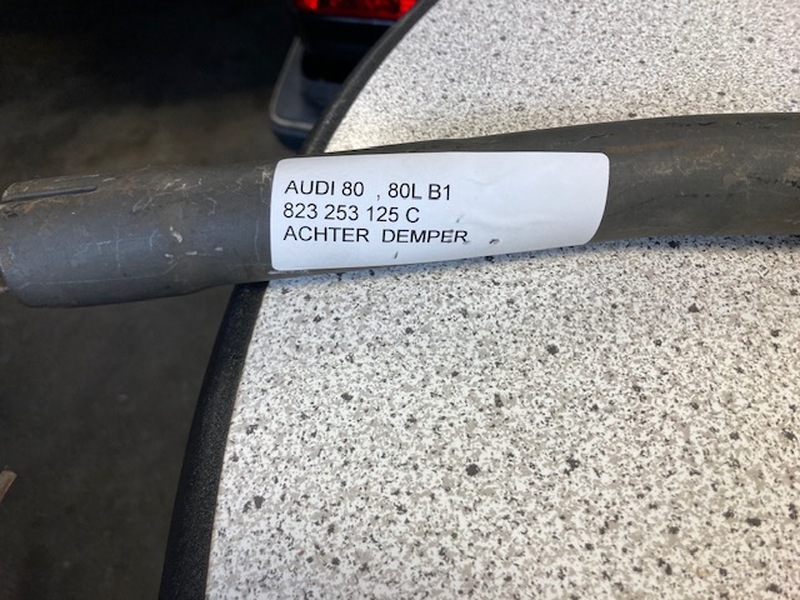 AUDI 80 , 80L B1
823 253 125 C
ACHTER DEMPER